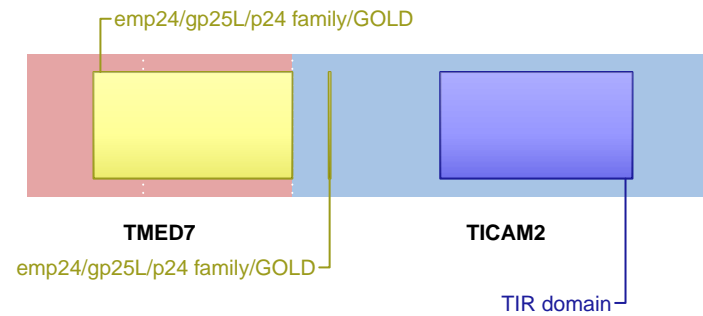 emp24/gp25L/p24 family/GOLD
TMED7
TICAM2
emp24/gp25L/p24 family/GOLD
TIR domain